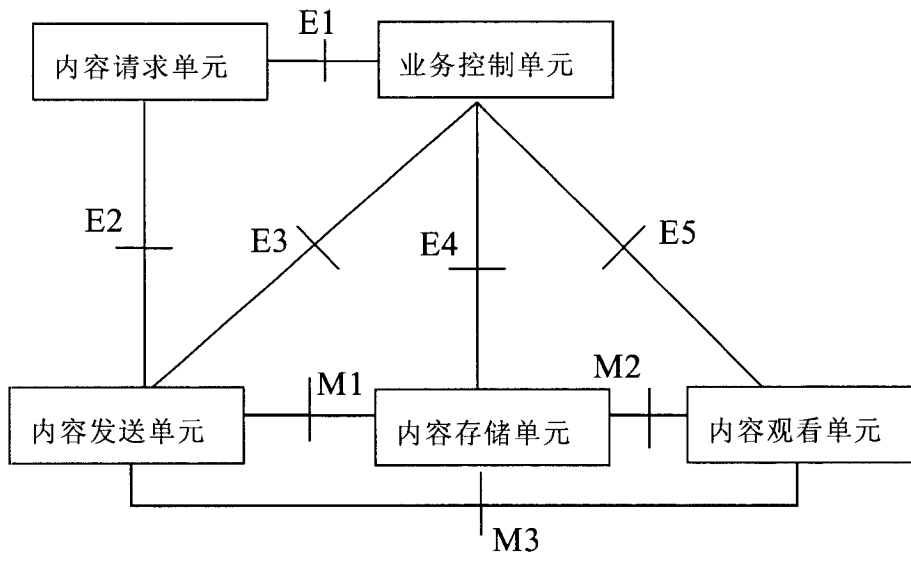 E1
内容请求单元
业务控制单元
E2
E3
E4
E5
M1
M2
内容发送单元
内容存储单元
内容观看单元
M3